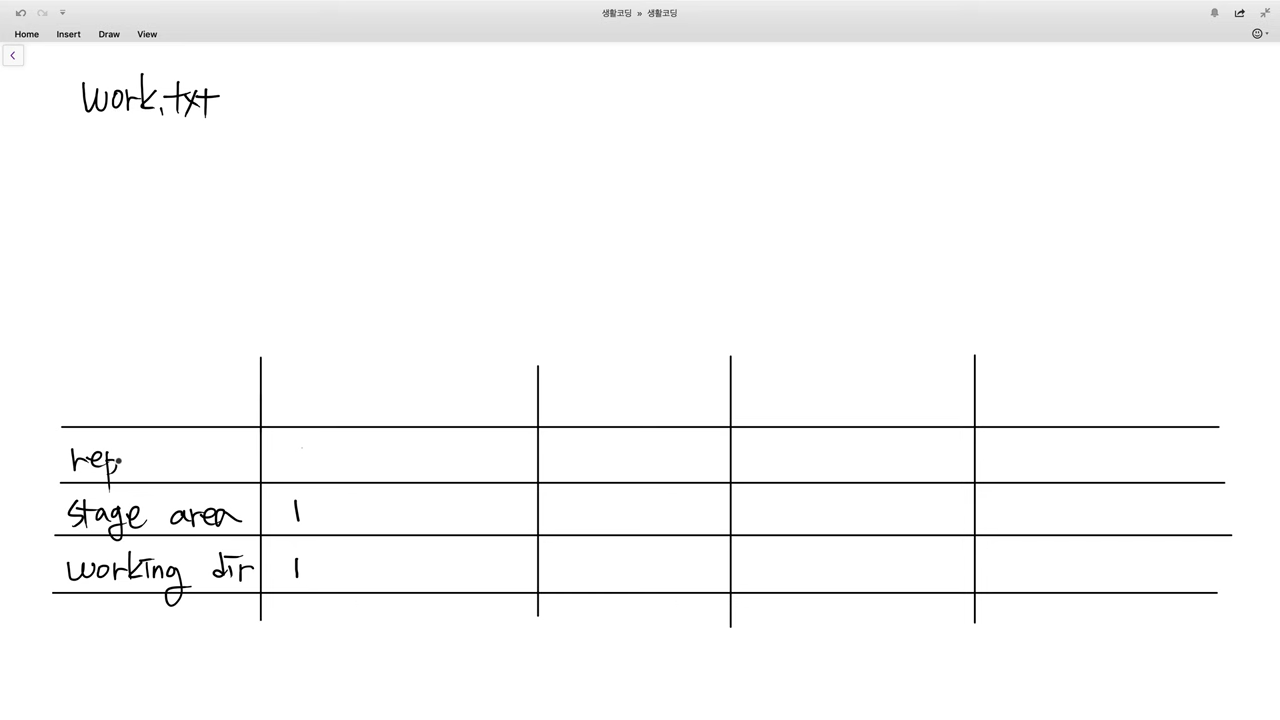 생활코딩 » 생활코딩
Home Insert Draw View
work.txt
rep
stage area 1
working dir 1